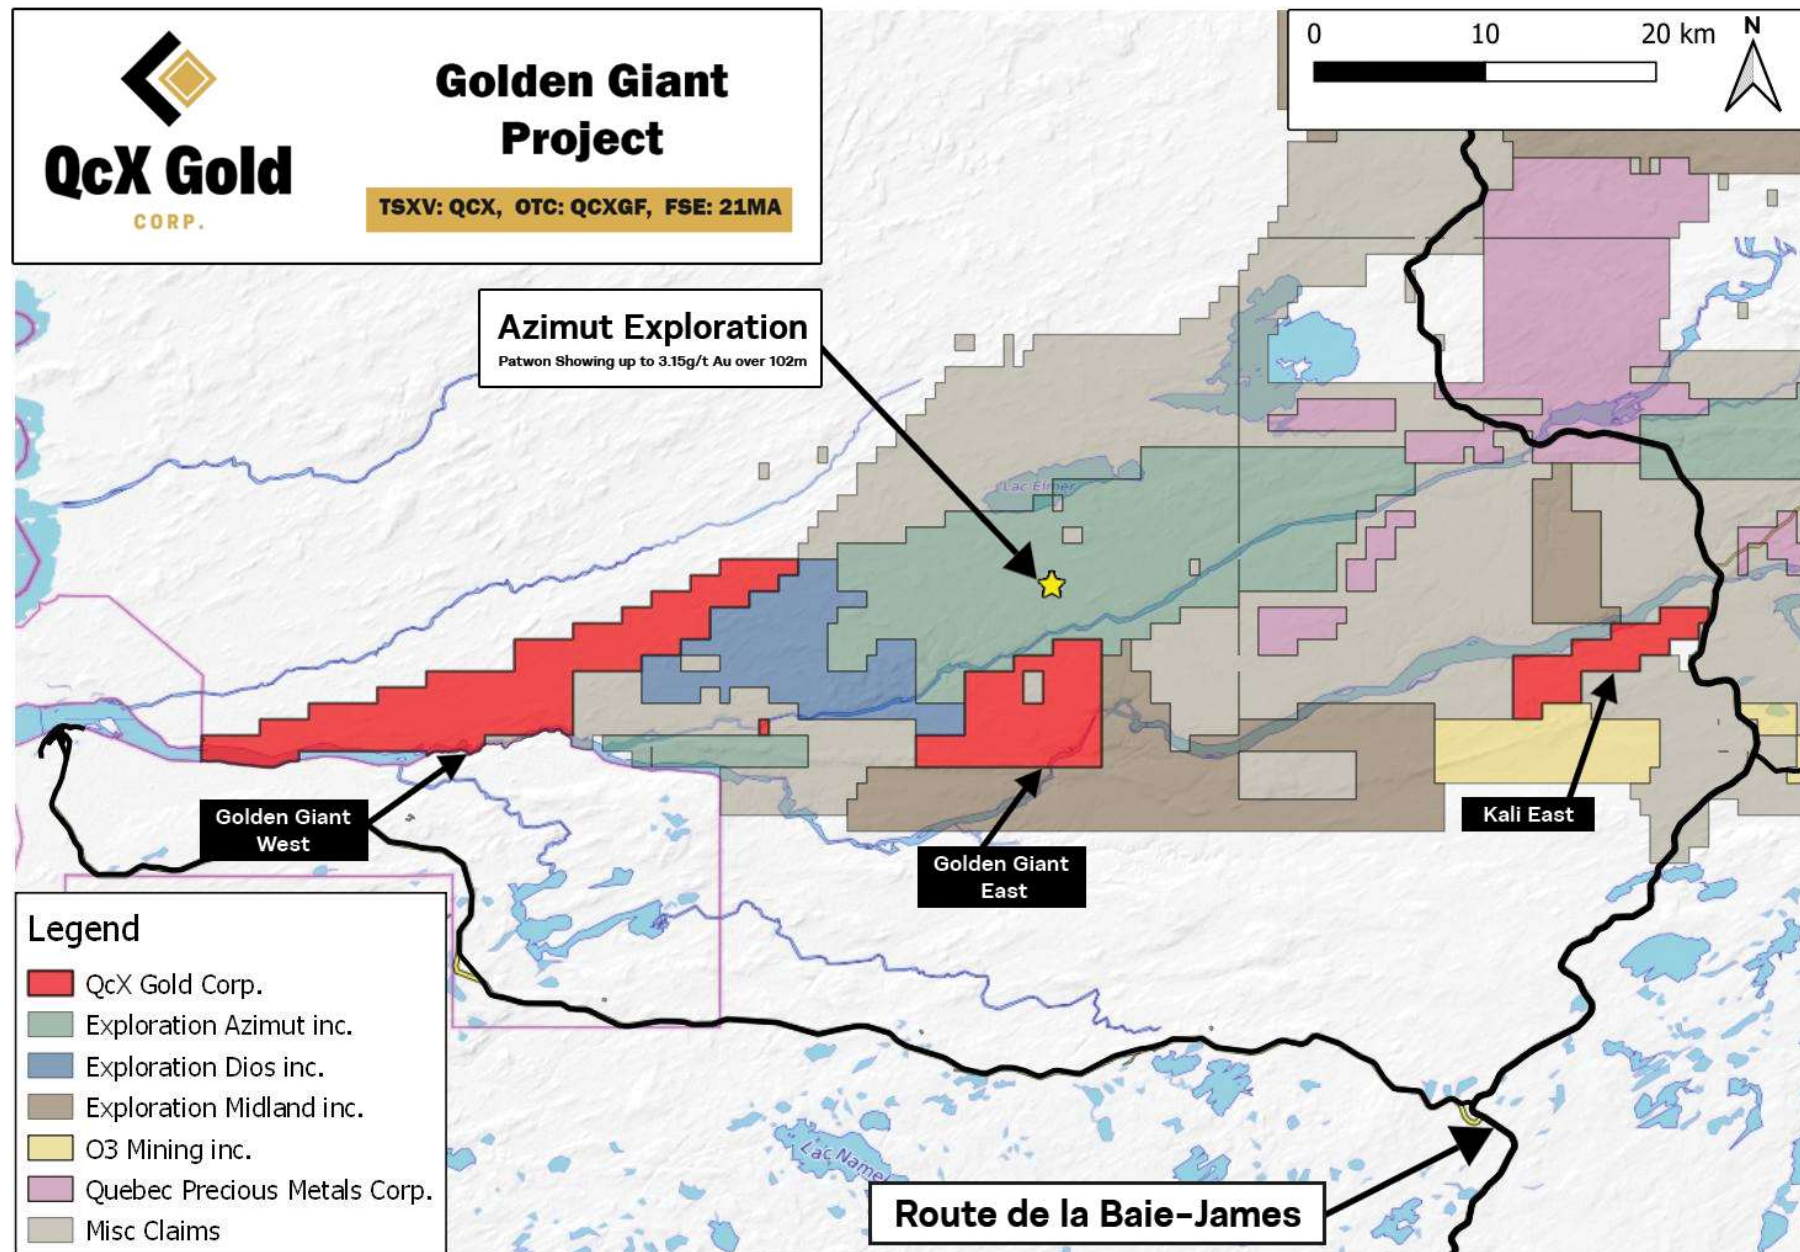 QcX Gold
CORP.
Golden Giant
Project
TSXV: QCX, OTC: QCXGF, FSE: 21MA
0 10 20 km
N
Azimut Exploration
Patwon Showing up to 3.15g/t Au over 102m
Lac Elmer
Golden Giant
West
Golden Giant
East
Kali East
Legend
QcX Gold Corp.
Exploration Azimut inc.
Exploration Dios inc.
Exploration Midland inc.
O3 Mining inc.
Quebec Precious Metals Corp.
Misc Claims
Lac Name
Route de la Baie-James